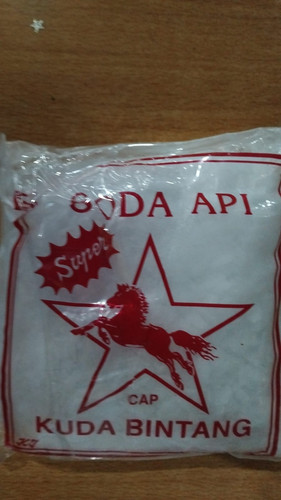 SODA API
Super
CAP
KUDA BINTANG